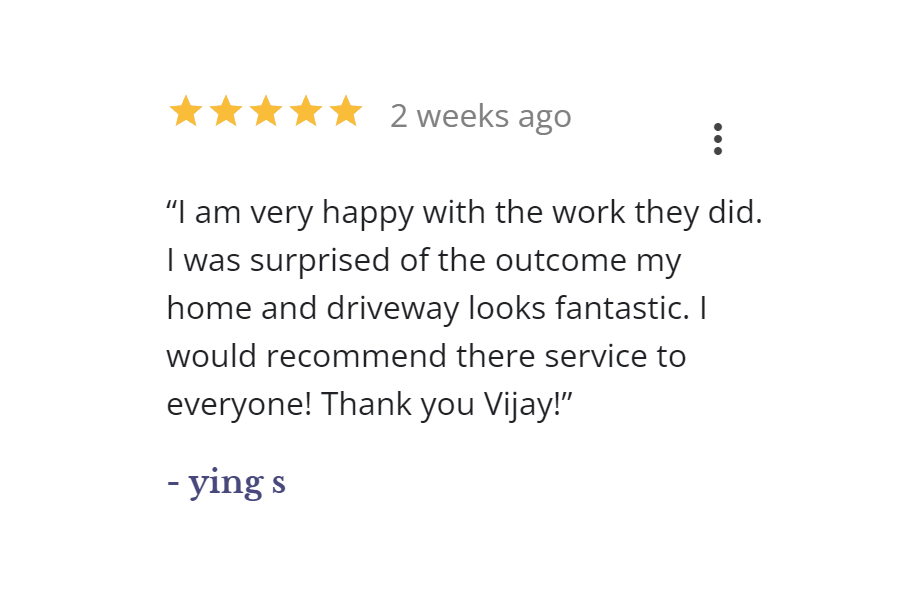 2 weeks ago
“I am very happy with the work they did.
I was surprised of the outcome my
home and driveway looks fantastic. I
would recommend there service to
everyone! Thank you Vijay!”
- ying s